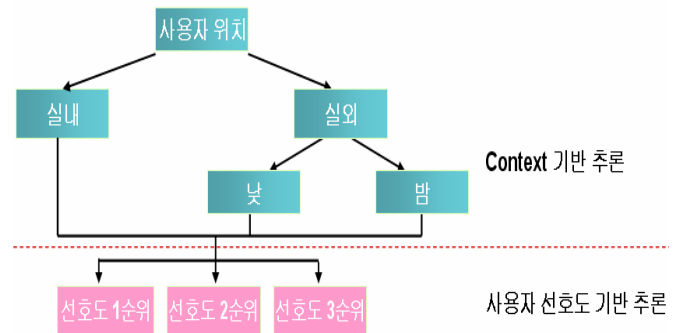 사용자 위치
실내
실외
Context 기반 추론
낮
밤
선호도 1순위
선호도 2순위
선호도 3순위
사용자 선호도 기반 추론